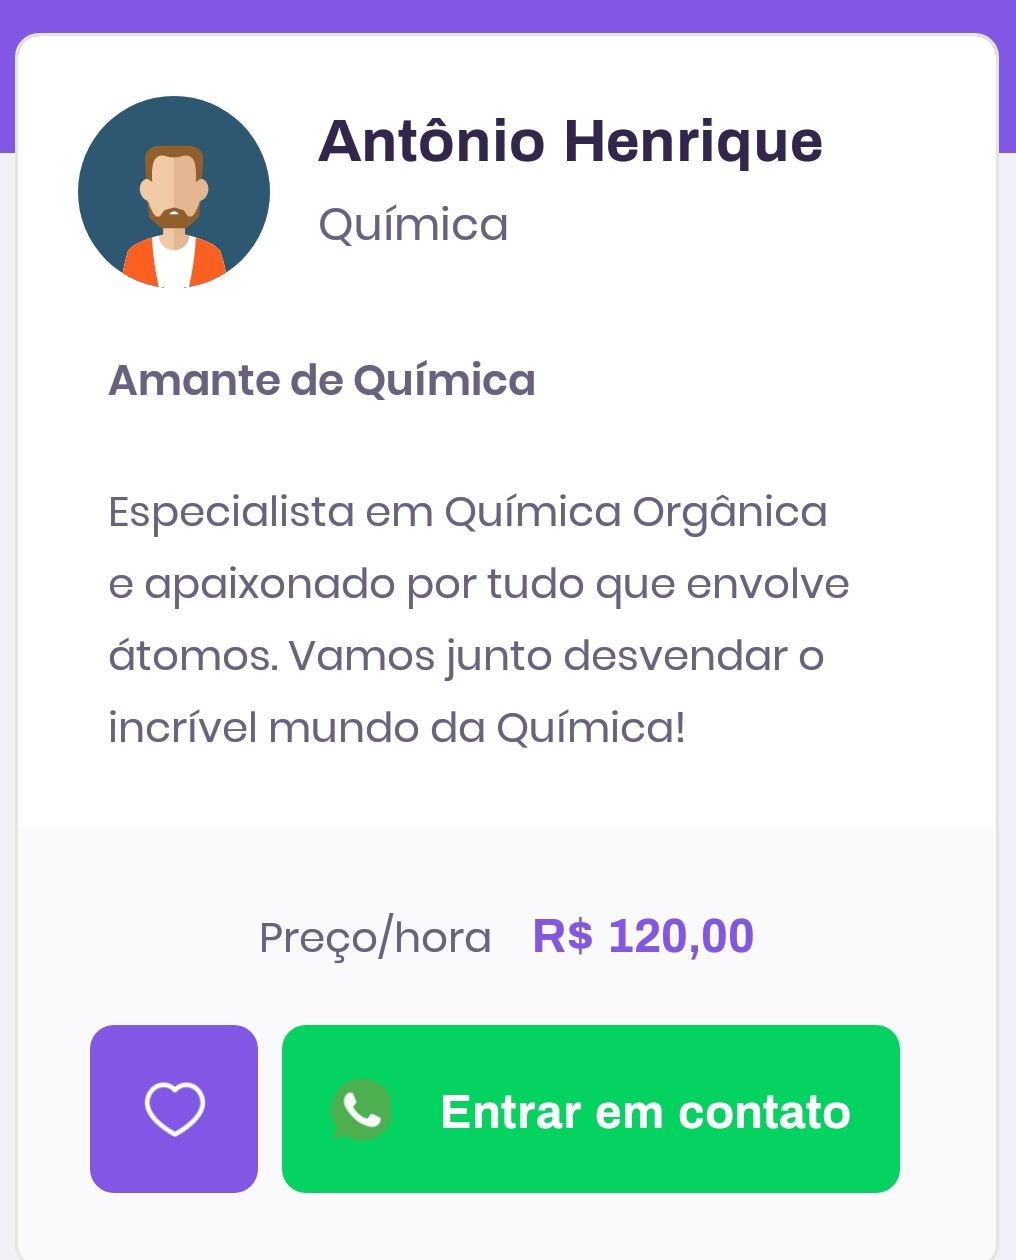 Antônio Henrique
Química
Amante de Química
Especialista em Química Orgânica
e apaixonado por tudo que envolve
átomos. Vamos junto desvendar o
incrível mundo da Química!
Preço/hora R$ 120,00
Entrar em contato